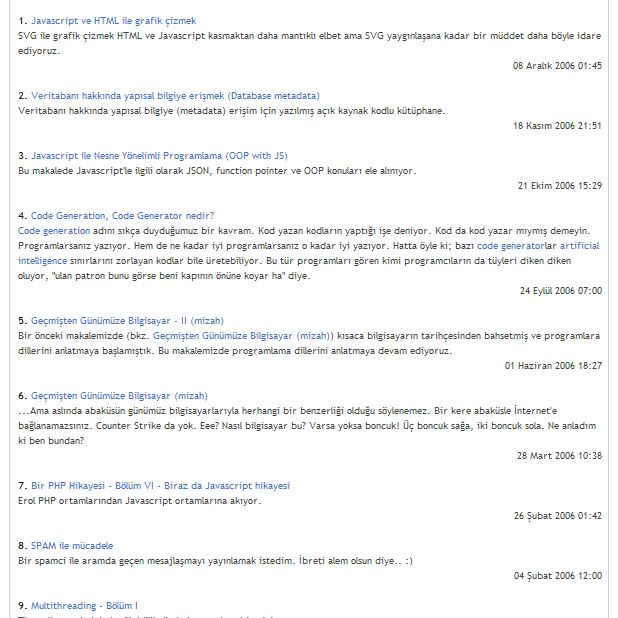 1. Javascript ve HTML ile grafik çizmek
SVG ile grafik çizmek HTML ve Javascript kasmaktan daha mantıklı elbet ama SVG yaygınlaşana kadar bir müddet daha böyle idare
ediyoruz.
08 Aralık 2006 01:45
2. Veritabanı hakkında yapısal bilgiye erişmek (Database metadata)
Veritabanı hakkında yapısal bilgiye (metadata) erişim için yazılmış açık kaynak kodlu kütüphane.
18 Kasım 2006 21:51
3. Javascript ile Nesne Yönelimli Programlama (OOP with JS)
Bu makalede Javascript'le ilgili olarak JSON, function pointer ve OOP konuları ele alınıyor.
21 Ekim 2006 15:29
4. Code Generation, Code Generator nedir?
Code generation adını sıkça duyduğumuz bir kavram. Kod yazan kodların yaptığı işe deniyor. Kod da kod yazar mıymış demeyin.
Programlarsanız yazıyor. Hem de ne kadar iyi programlarsanız o kadar iyi yazıyor. Hatta öyle ki; bazı code generatorlar artificial
intelligence sınırlarını zorlayan kodlar bile üretebiliyor. Bu tür programları gören kimi programcıların da tüyleri diken diken
oluyor, "ulan patron bunu görse beni kapının önüne koyar ha" diye.
24 Eylül 2006 07:00
5. Geçmişten Günümüze Bilgisayar - II (mizah)
Bir önceki makalemizde (bkz. Geçmişten Günümüze Bilgisayar (mizah)) kısaca bilgisayarın tarihçesinden bahsetmiş ve programlara
dillerini anlatmaya başlamıştık. Bu makalemizde programlama dillerini anlatmaya devam ediyoruz.
01 Haziran 2006 18:27
6. Geçmişten Günümüze Bilgisayar (mizah)
...Ama aslında abaküsün günümüz bilgisayarlarıyla herhangi bir benzerliği olduğu söylenemez. Bir kere abaküsle İnternet'e
bağlanamazsınız. Counter Strike da yok. Eee? Nasıl bilgisayar bu? Varsa yoksa boncuk! Üç boncuk sağa, iki boncuk sola. Ne anladım
ki ben bundan?
28 Mart 2006 10:38
7. Bir PHP Hikayesi - Bölüm VI - Biraz da Javascript hikayesi
Erol PHP ortamlarından Javascript ortamlarına akıyor.
26 Şubat 2006 01:42
8. SPAM ile mücadele
Bir spamci ile aramda geçen mesajlaşmayı yayınlamak istedim. İbreti alem olsun diye.. :)
04 Şubat 2006 12:00
9. Multithreading - Bölüm I